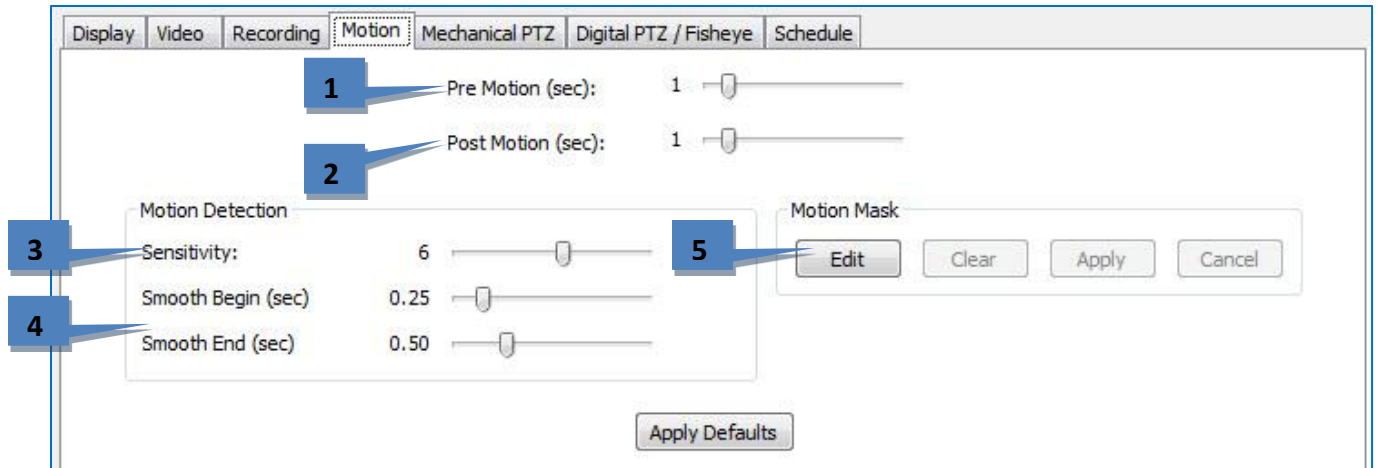 Display Video Recording Motion Mechanical PTZ Digital PTZ / Fisheye Schedule
1 Pre Motion (sec): 1
2 Post Motion (sec): 1
Motion Detection
3 Sensitivity: 6
Smooth Begin (sec) 0.25
4
Smooth End (sec) 0.50
Motion Mask
5 Edit Clear Apply Cancel
Apply Defaults